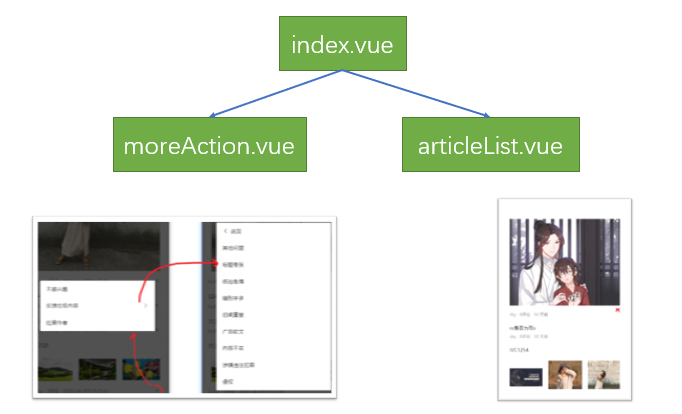 index.vue
moreAction.vue
articleList.vue
不感兴趣
反馈垃圾内容
拉黑作者
返回
其他问题
标题夸张
低俗色情
错别字多
旧闻重复
广告软文
内容不实
涉嫌违法犯罪
侵权